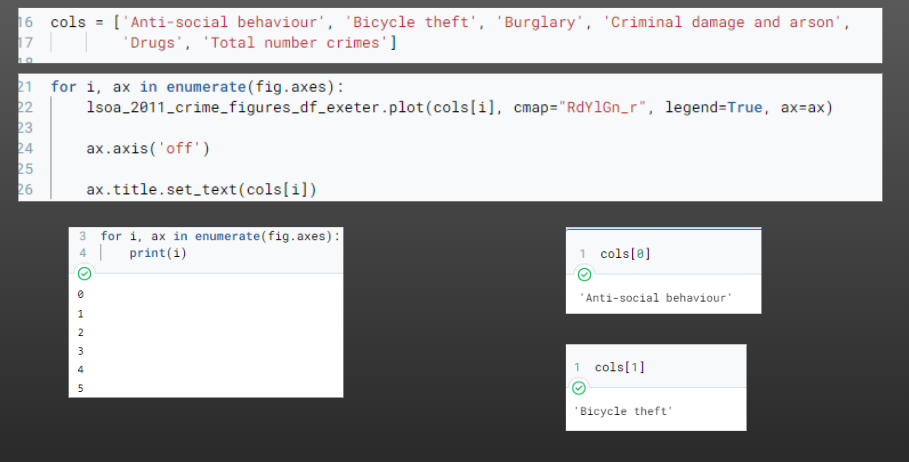 16 cols = ['Anti-social behaviour', 'Bicycle theft', 'Burglary', 'Criminal damage and arson',
17 'Drugs', 'Total number crimes']
21 for i, ax in enumerate(fig.axes):
22 lsoa_2011_crime_figures_df_exeter.plot(cols[i], cmap="RdYlGn_r", legend=True, ax=ax)
23
24 ax.axis('off')
25
26 ax.title.set_text(cols[i])
3 for i, ax in enumerate(fig.axes):
4 print(i)
0
1
2
3
4
5
1 cols[0]
'Anti-social behaviour'
1 cols[1]
'Bicycle theft'